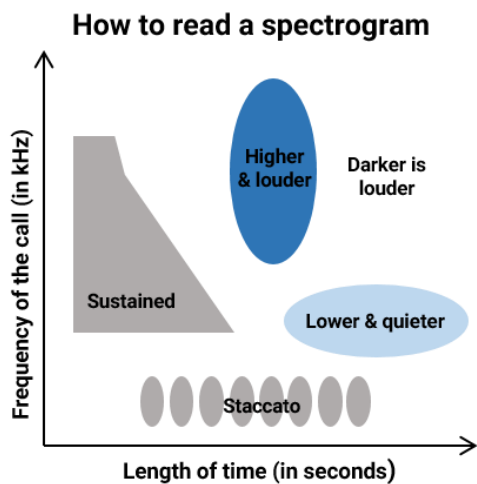 How to read a spectrogram
Frequency of the call (in kHz)
Higher
& louder
Darker is
louder
Sustained
Lower & quieter
Staccato
Length of time (in seconds)